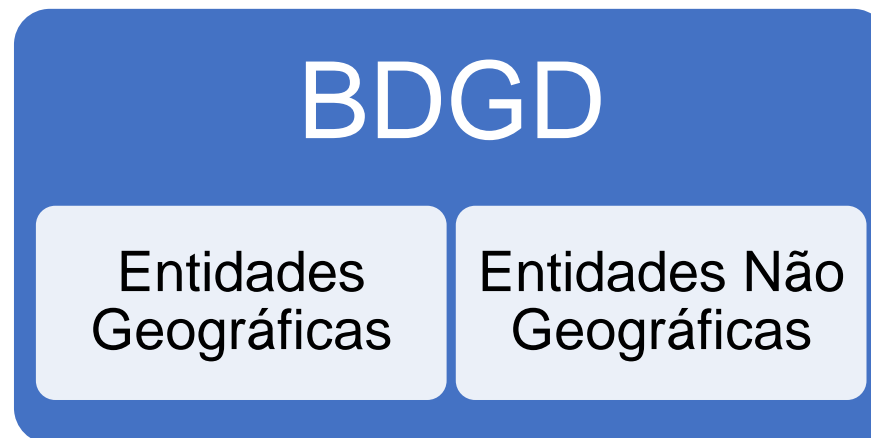 BDGD
Entidades
Geográficas
Entidades Não
Geográficas